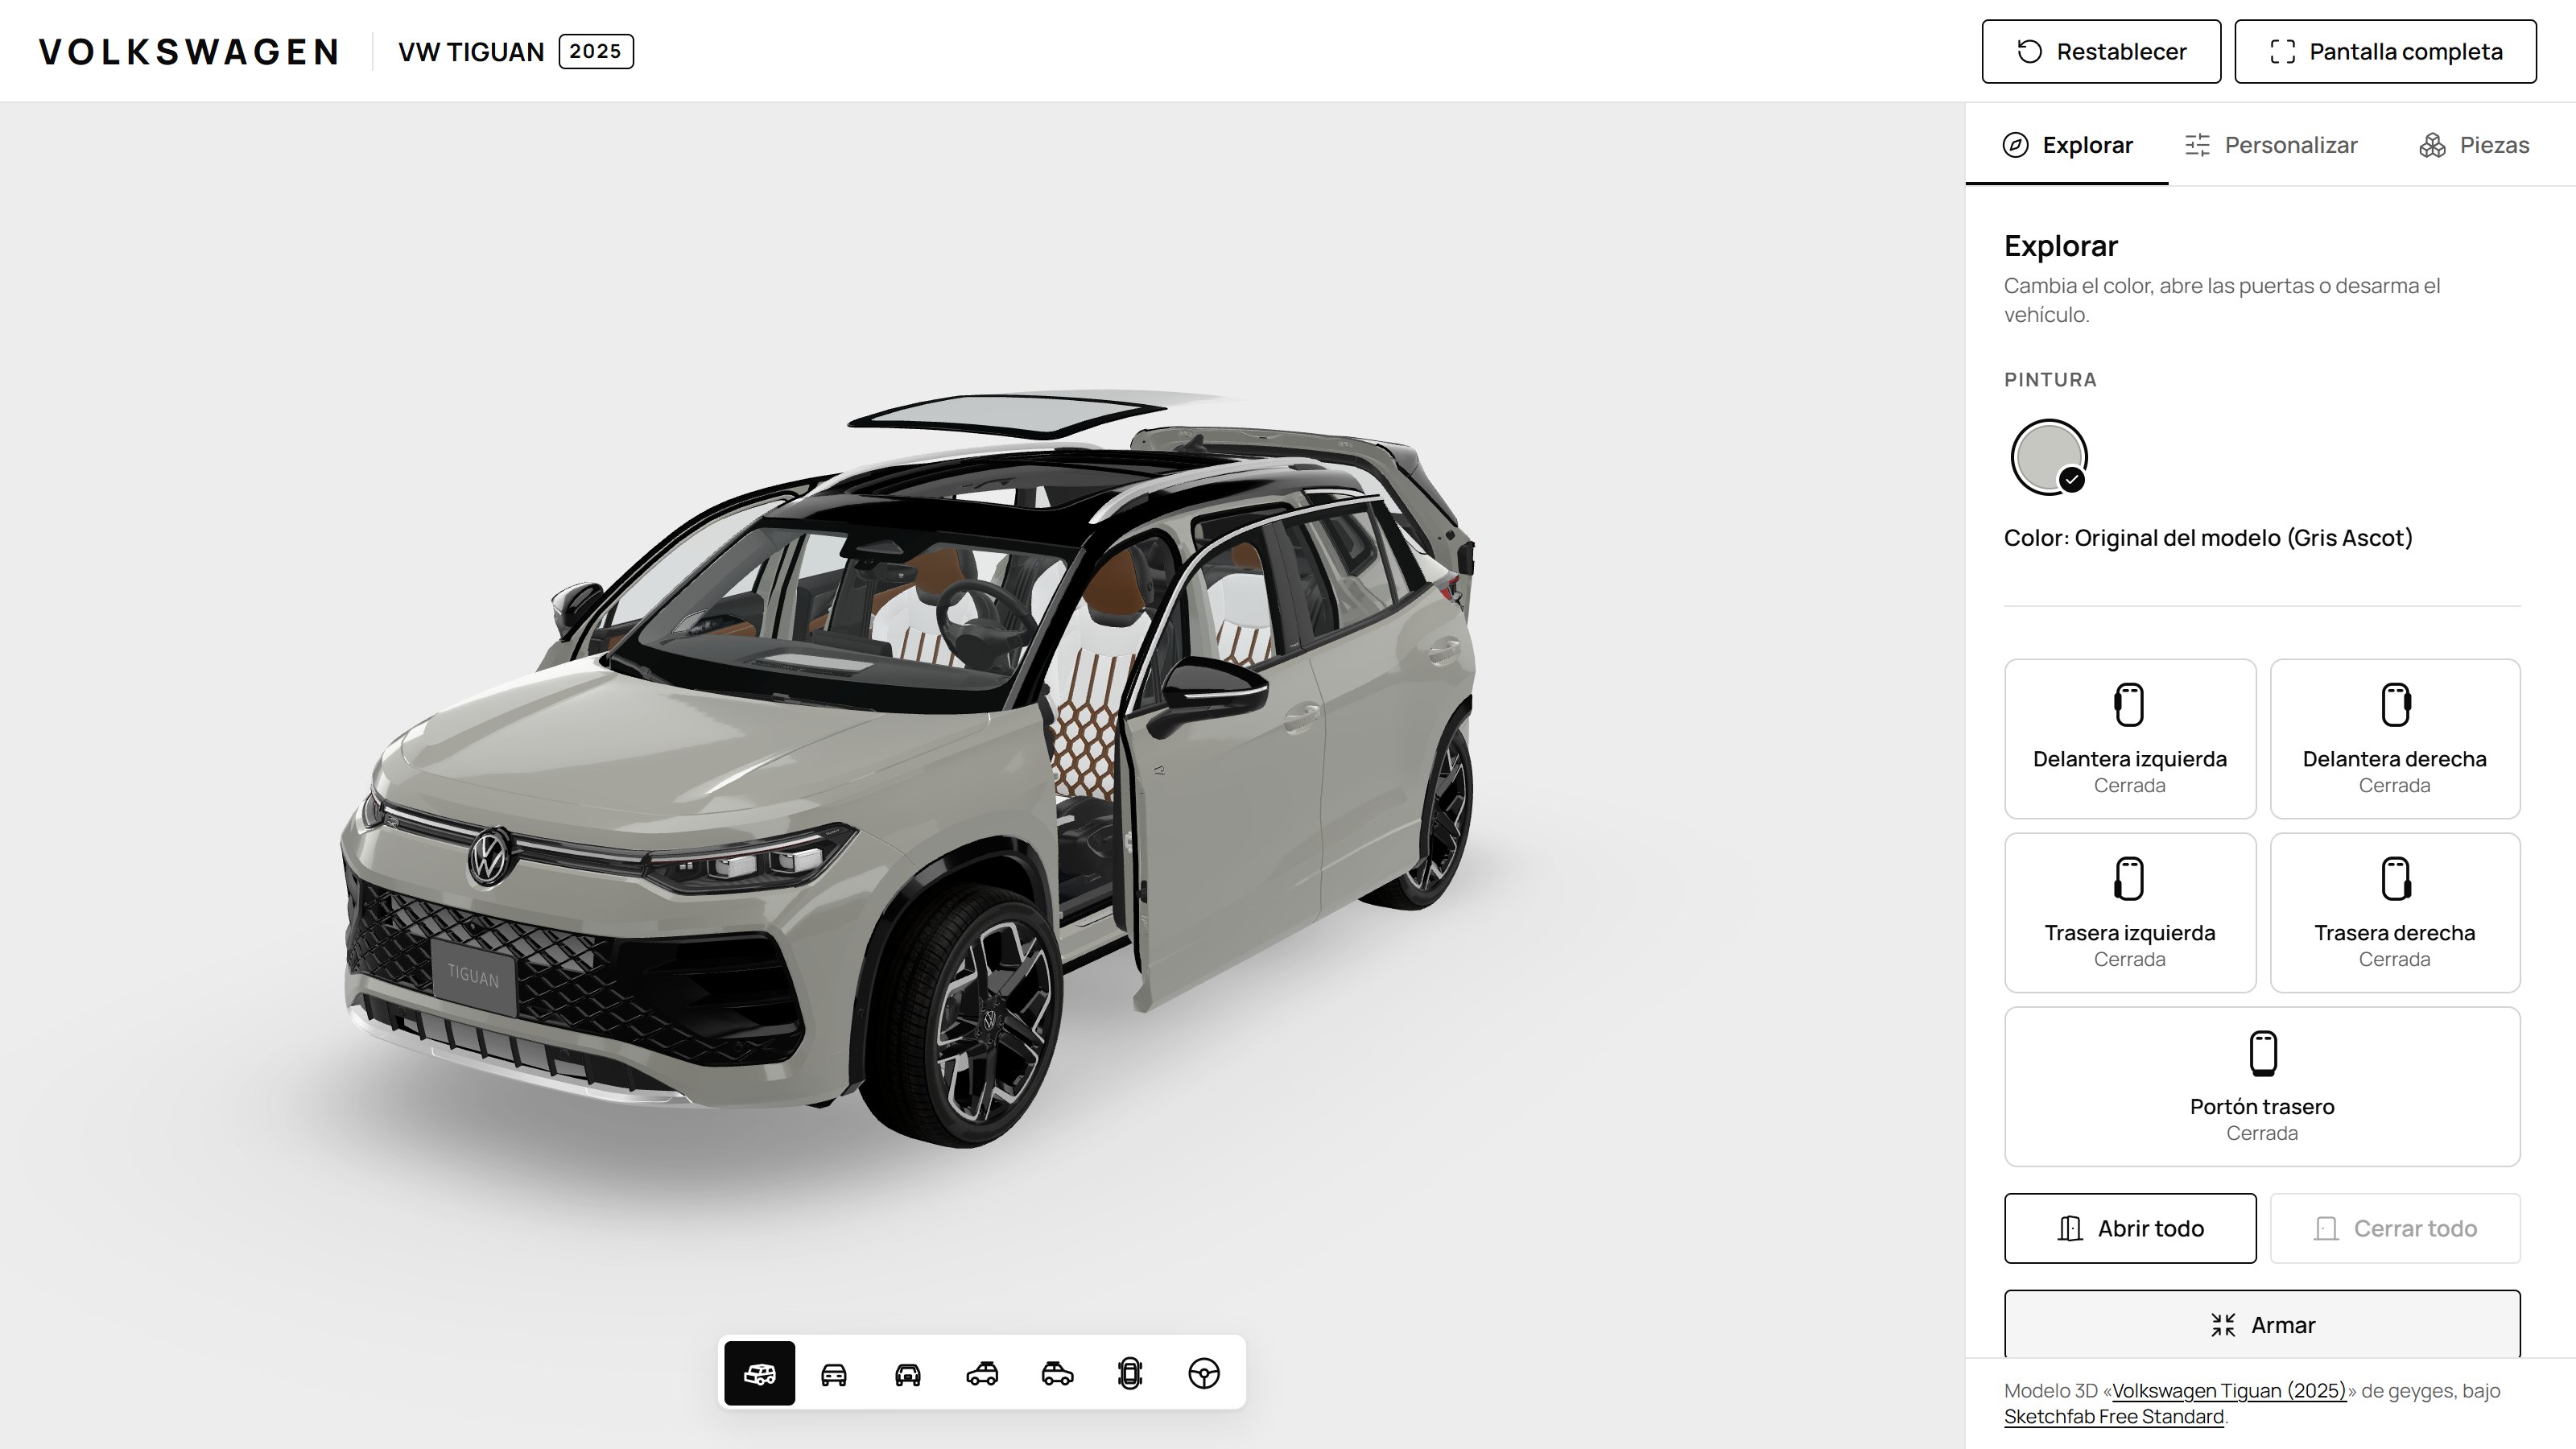 VOLKSWAGEN
VW TIGUAN 2025
Restablecer
Pantalla completa
Explorar
Personalizar
Piezas
Explorar
Cambia el color, abre las puertas o desarma el
vehículo.
PINTURA
Color: Original del modelo (Gris Ascot)
Delantera izquierda
Cerrada
Delantera derecha
Cerrada
Trasera izquierda
Cerrada
Trasera derecha
Cerrada
Portón trasero
Cerrada
Abrir todo
Cerrar todo
Armar
Modelo 3D «Volkswagen Tiguan (2025)» de geyges, bajo
Sketchfab Free Standard.
TIGUAN